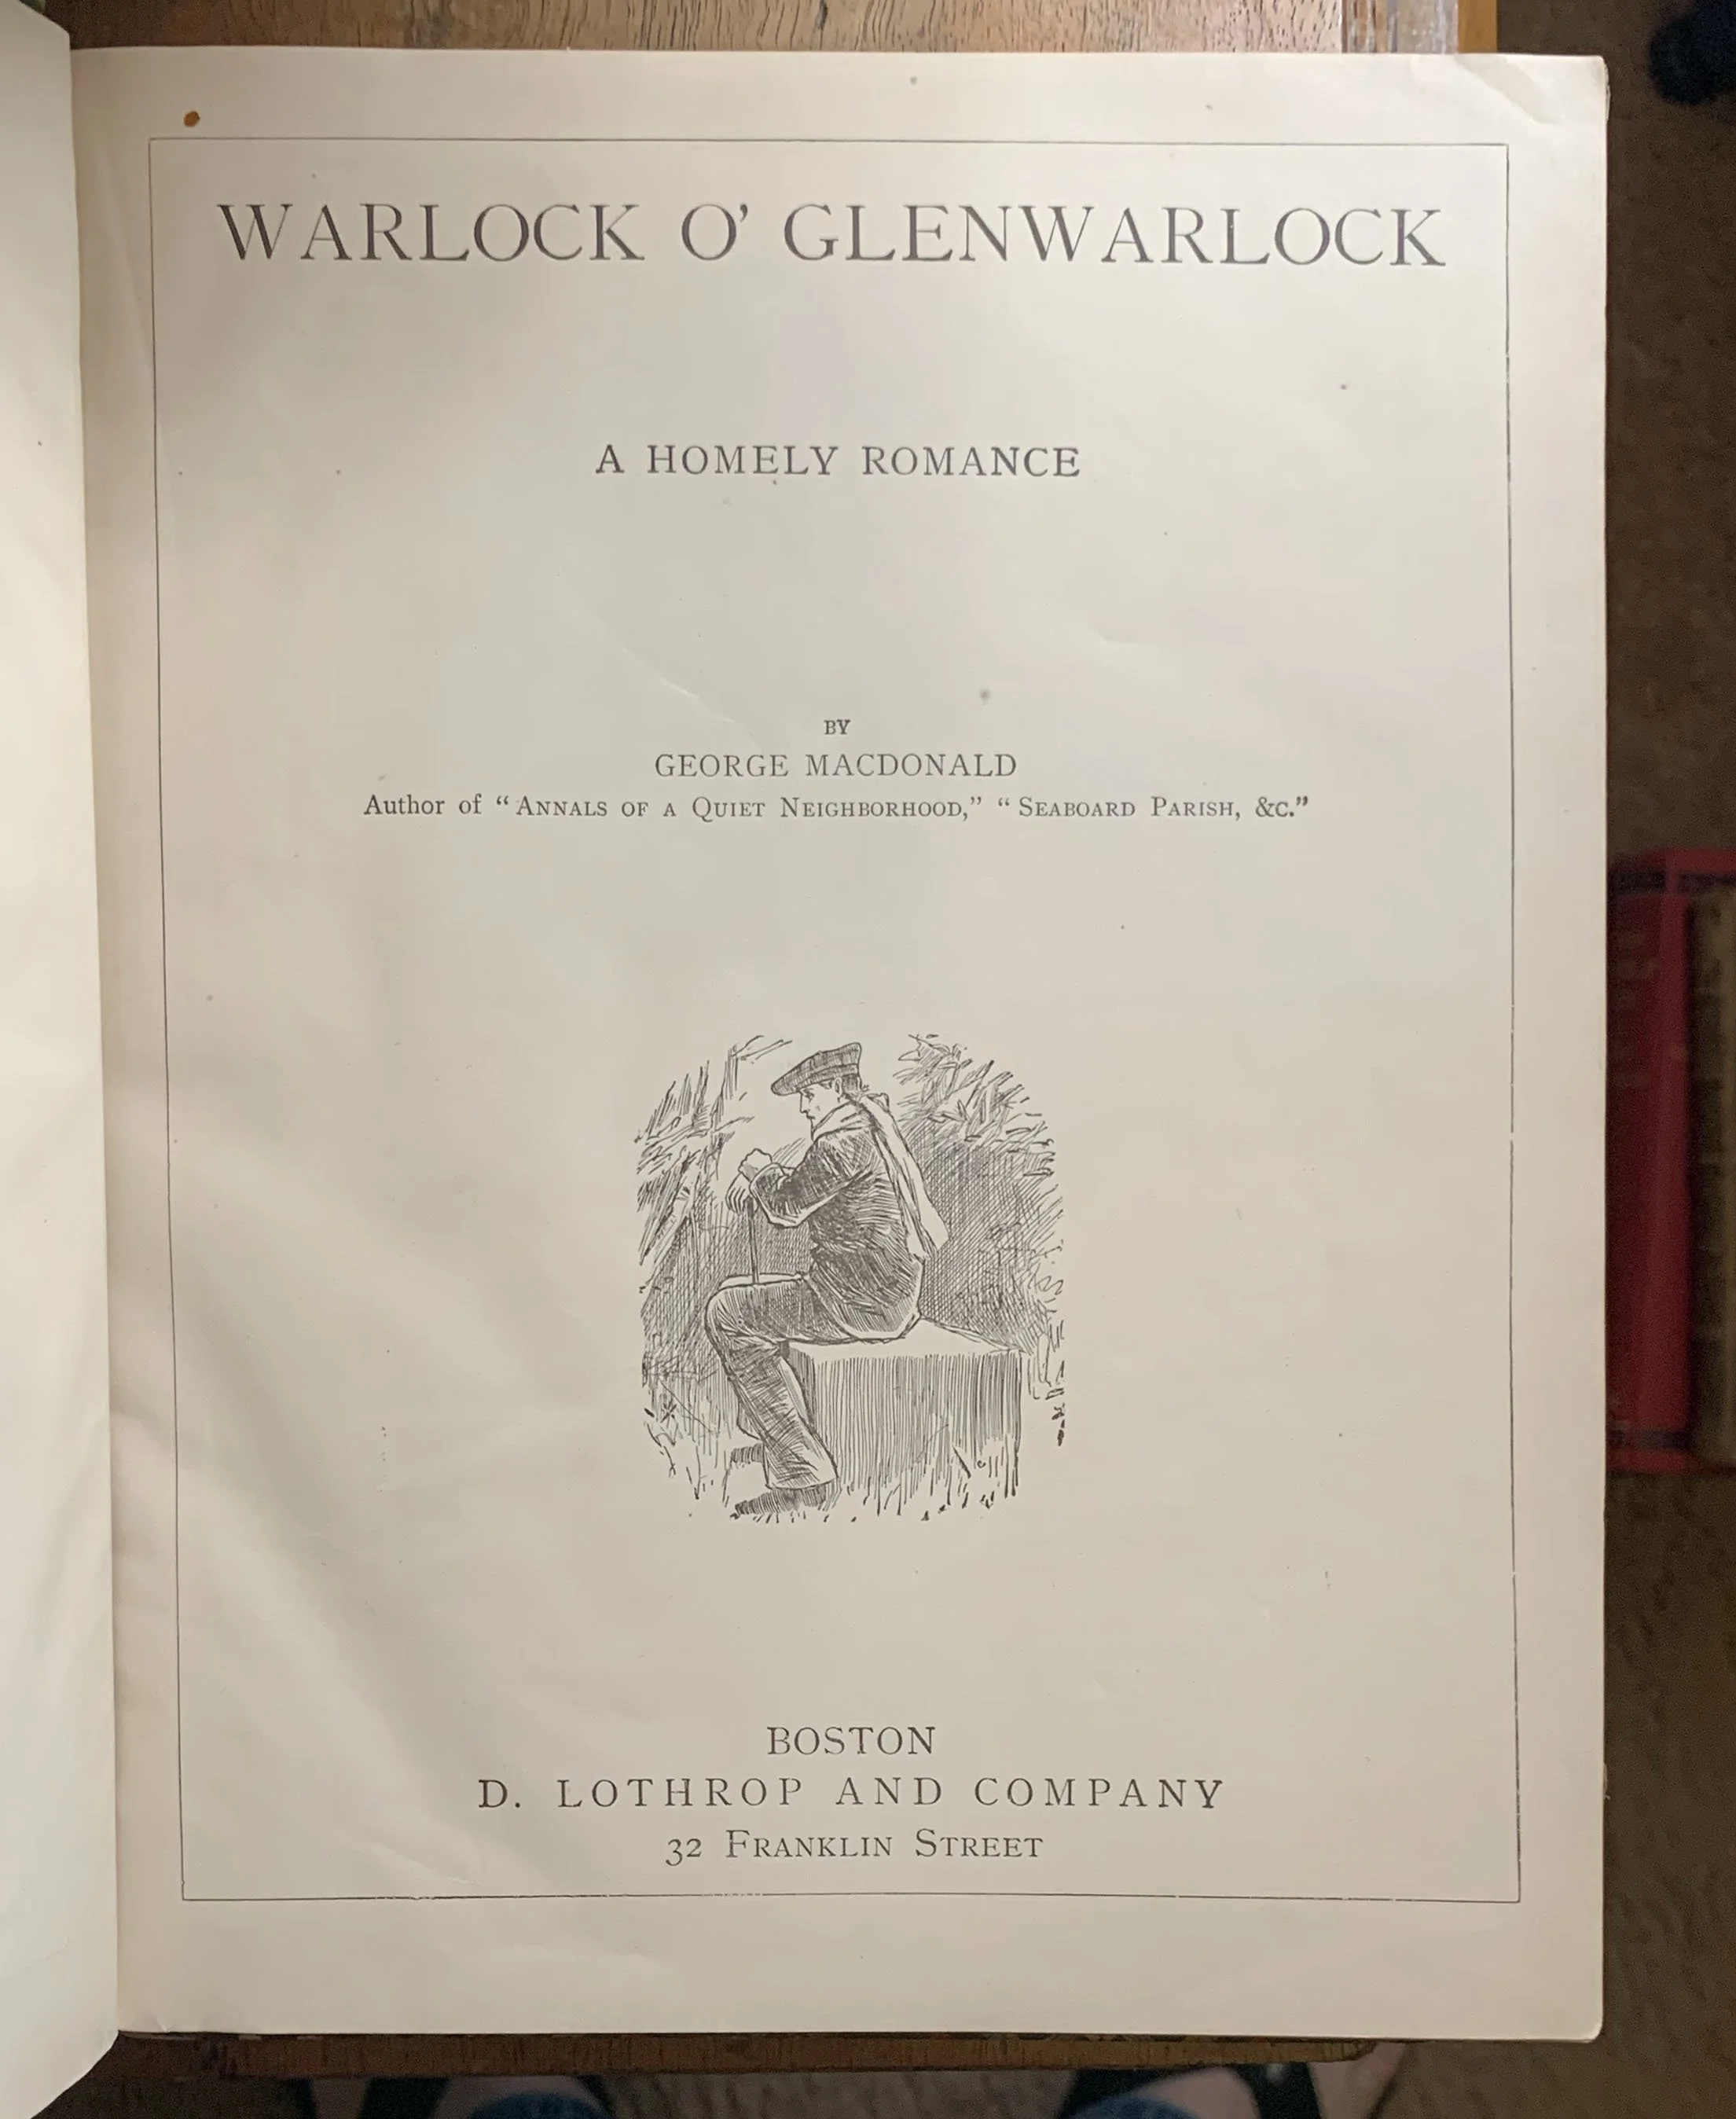 WARLOCK O' GLENWARLOCK
A HOMELY ROMANCE
BY
GEORGE MACDONALD
Author of “ANNALS OF A QUIET NEIGHBORHOOD,” “SEABOARD PARISH, &C.”
BOSTON
D. LOTHROP AND COMPANY
32 FRANKLIN STREET